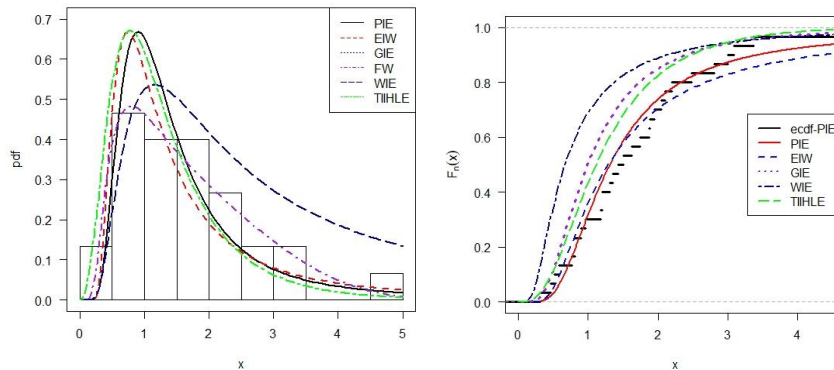 pdf
0.7
0.6
0.5
0.4
0.3
0.2
0.1
0.0
0 1 2 3 4 5
x
PIE
EIW
GIE
FW
WIE
TIIHLE
Fn(x)
1.0
0.8
0.6
0.4
0.2
0.0
0 1 2 3 4
x
ecdf-PIE
PIE
EIW
GIE
WIE
TIIHLE